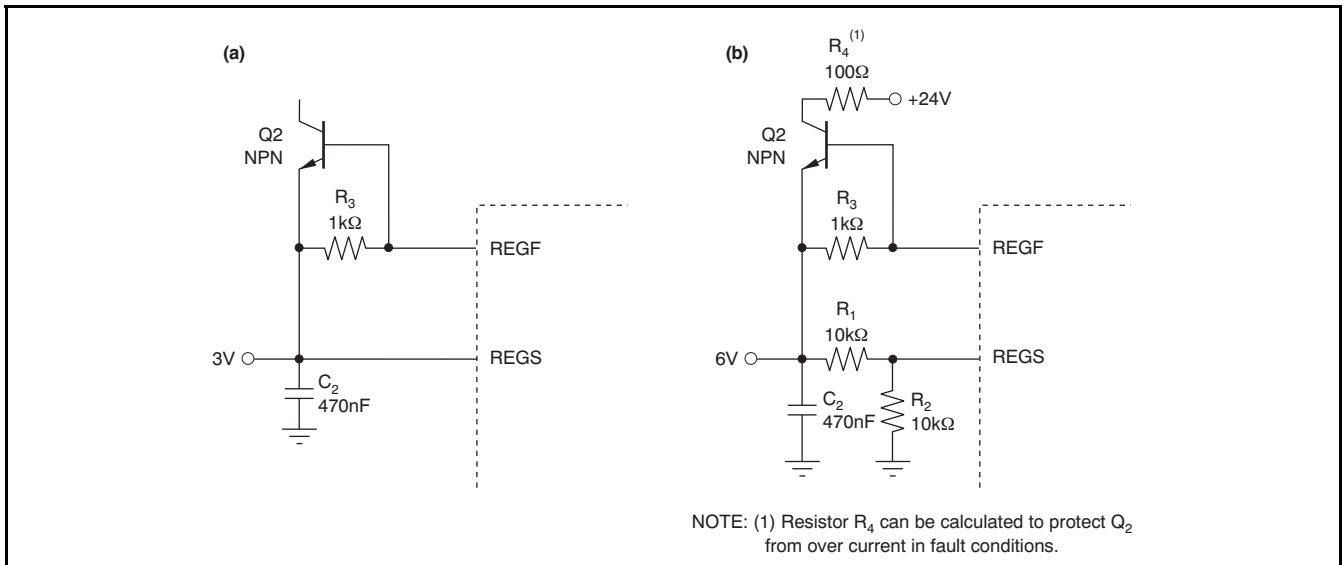 (a)
Q2
NPN
R3
1kΩ
REGF
3V
REGS
C2
470nF
(b)
R4(1)
100Ω
+24V
Q2
NPN
R3
1kΩ
REGF
R1
10kΩ
6V
REGS
C2
470nF
R2
10kΩ
NOTE: (1) Resistor R4 can be calculated to protect Q2
from over current in fault conditions.